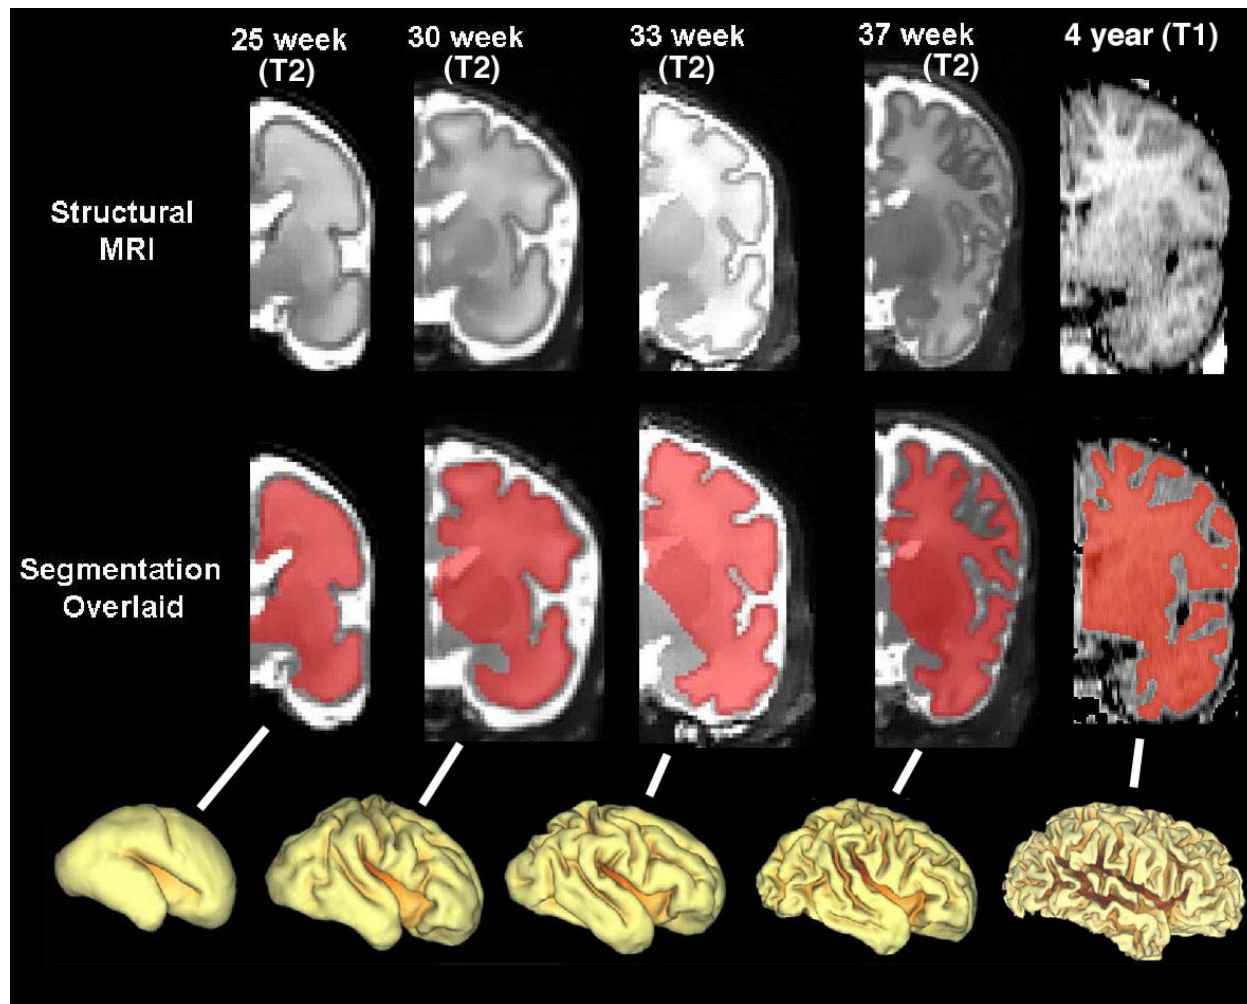 25 week
(T2)
30 week
(T2)
33 week
(T2)
37 week
(T2)
4 year (T1)
Structural
MRI
Segmentation
Overlaid